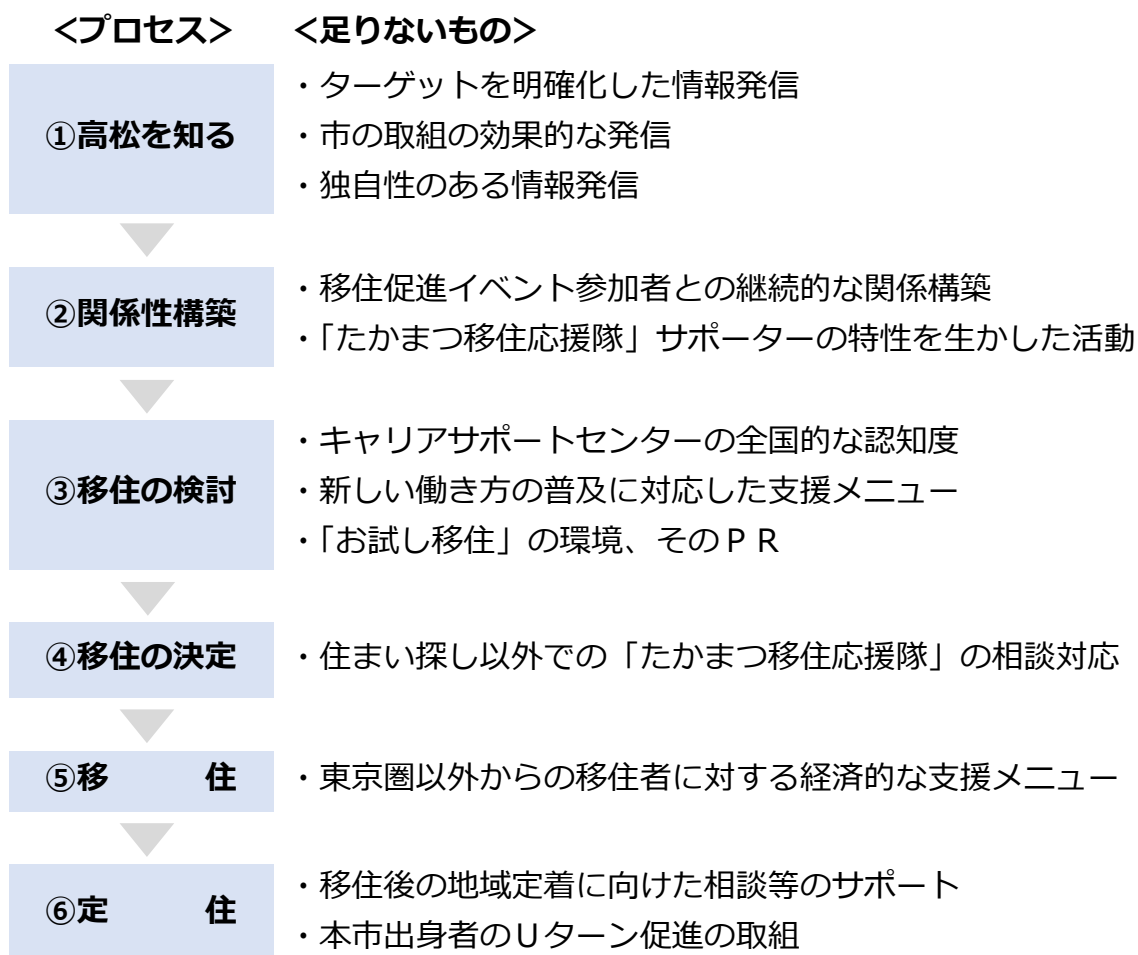 <プロセス> <足りないもの>
①高松を知る
・ターゲットを明確化した情報発信
・市の取組の効果的な発信
・独自性のある情報発信
②関係性構築
・移住促進イベント参加者との継続的な関係構築
・「たかまつ移住応援隊」サポーターの特性を生かした活動
③移住の検討
・キャリアサポートセンターの全国的な認知度
・新しい働き方の普及に対応した支援メニュー
・「お試し移住」の環境、そのＰＲ
④移住の決定
・住まい探し以外での「たかまつ移住応援隊」の相談対応
⑤移　　住
・東京圏以外からの移住者に対する経済的な支援メニュー
⑥定　　住
・移住後の地域定着に向けた相談等のサポート
・本市出身者のＵターン促進の取組